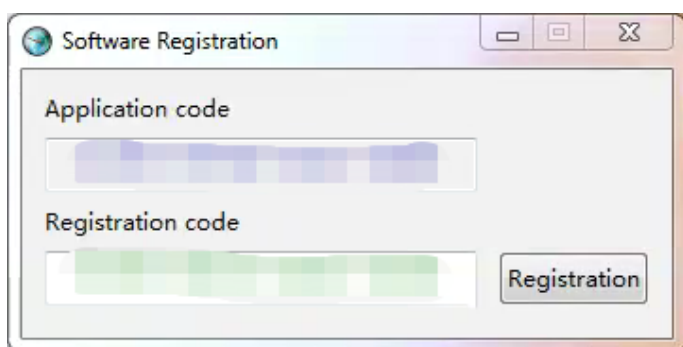 Software Registration
Application code
Registration code
Registration